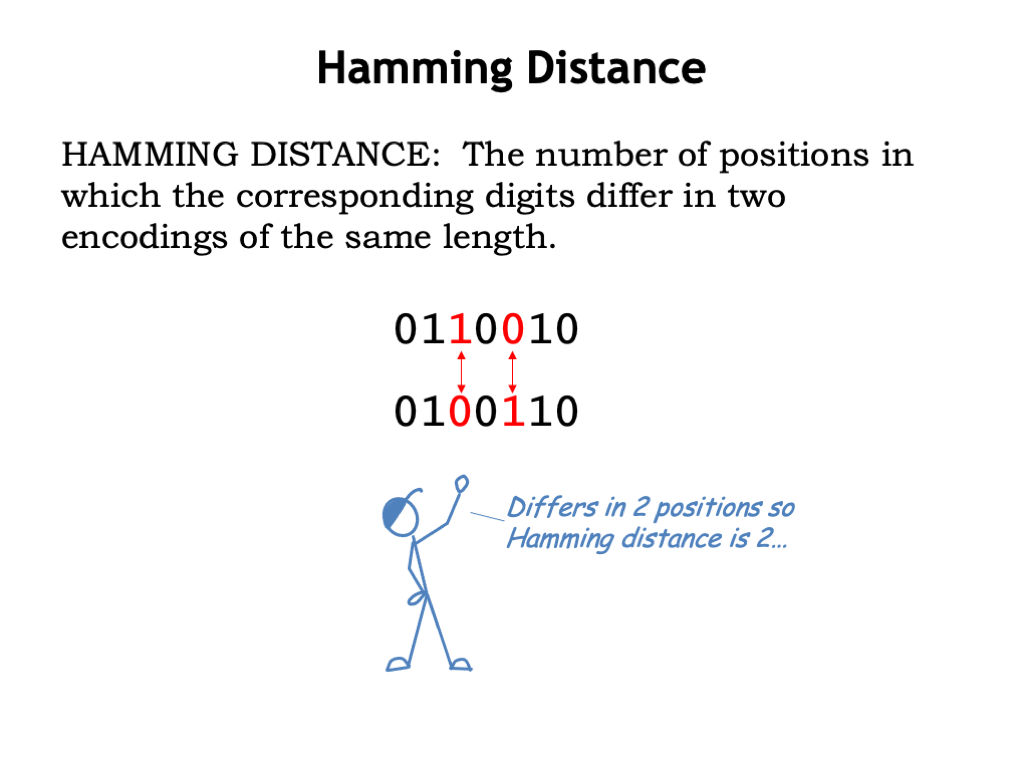 Hamming Distance
HAMMING DISTANCE:  The number of positions in
which the corresponding digits differ in two
encodings of the same length.
0110010
0100110
Differs in 2 positions so
Hamming distance is 2...